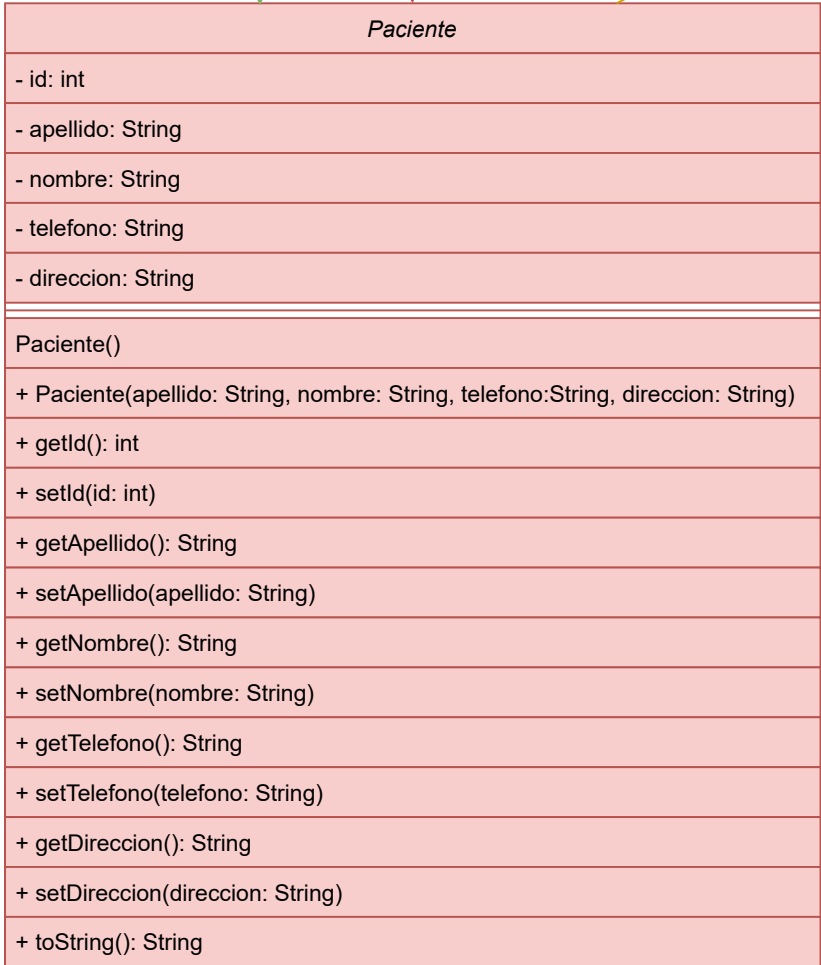 Paciente
- id: int
- apellido: String
- nombre: String
- telefono: String
- direccion: String
Paciente()
+ Paciente(apellido: String, nombre: String, telefono:String, direccion: String)
+ getId(): int
+ setId(id: int)
+ getApellido(): String
+ setApellido(apellido: String)
+ getNombre(): String
+ setNombre(nombre: String)
+ getTelefono(): String
+ setTelefono(telefono: String)
+ getDireccion(): String
+ setDireccion(direccion: String)
+ toString(): String